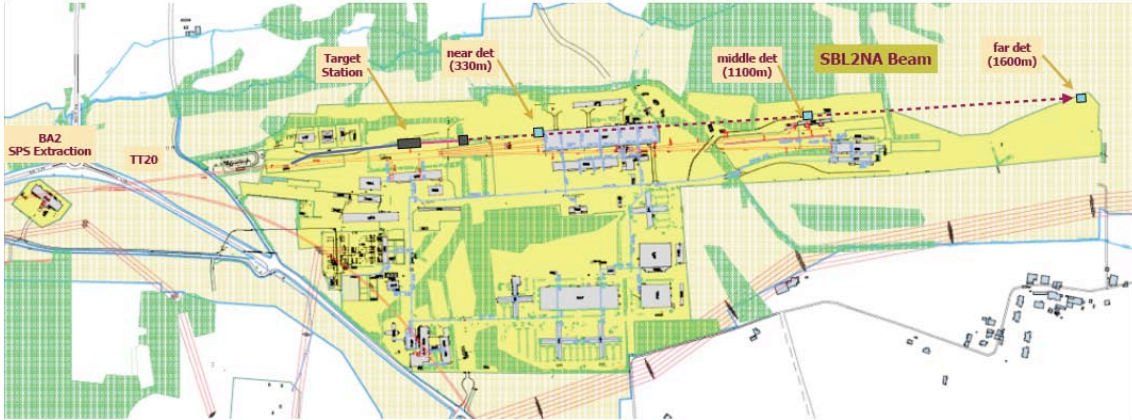 Target
Station
near det
(330m)
middle det
(1100m)
SBL2NA Beam
far det
(1600m)
BA2
SPS Extraction
TT20